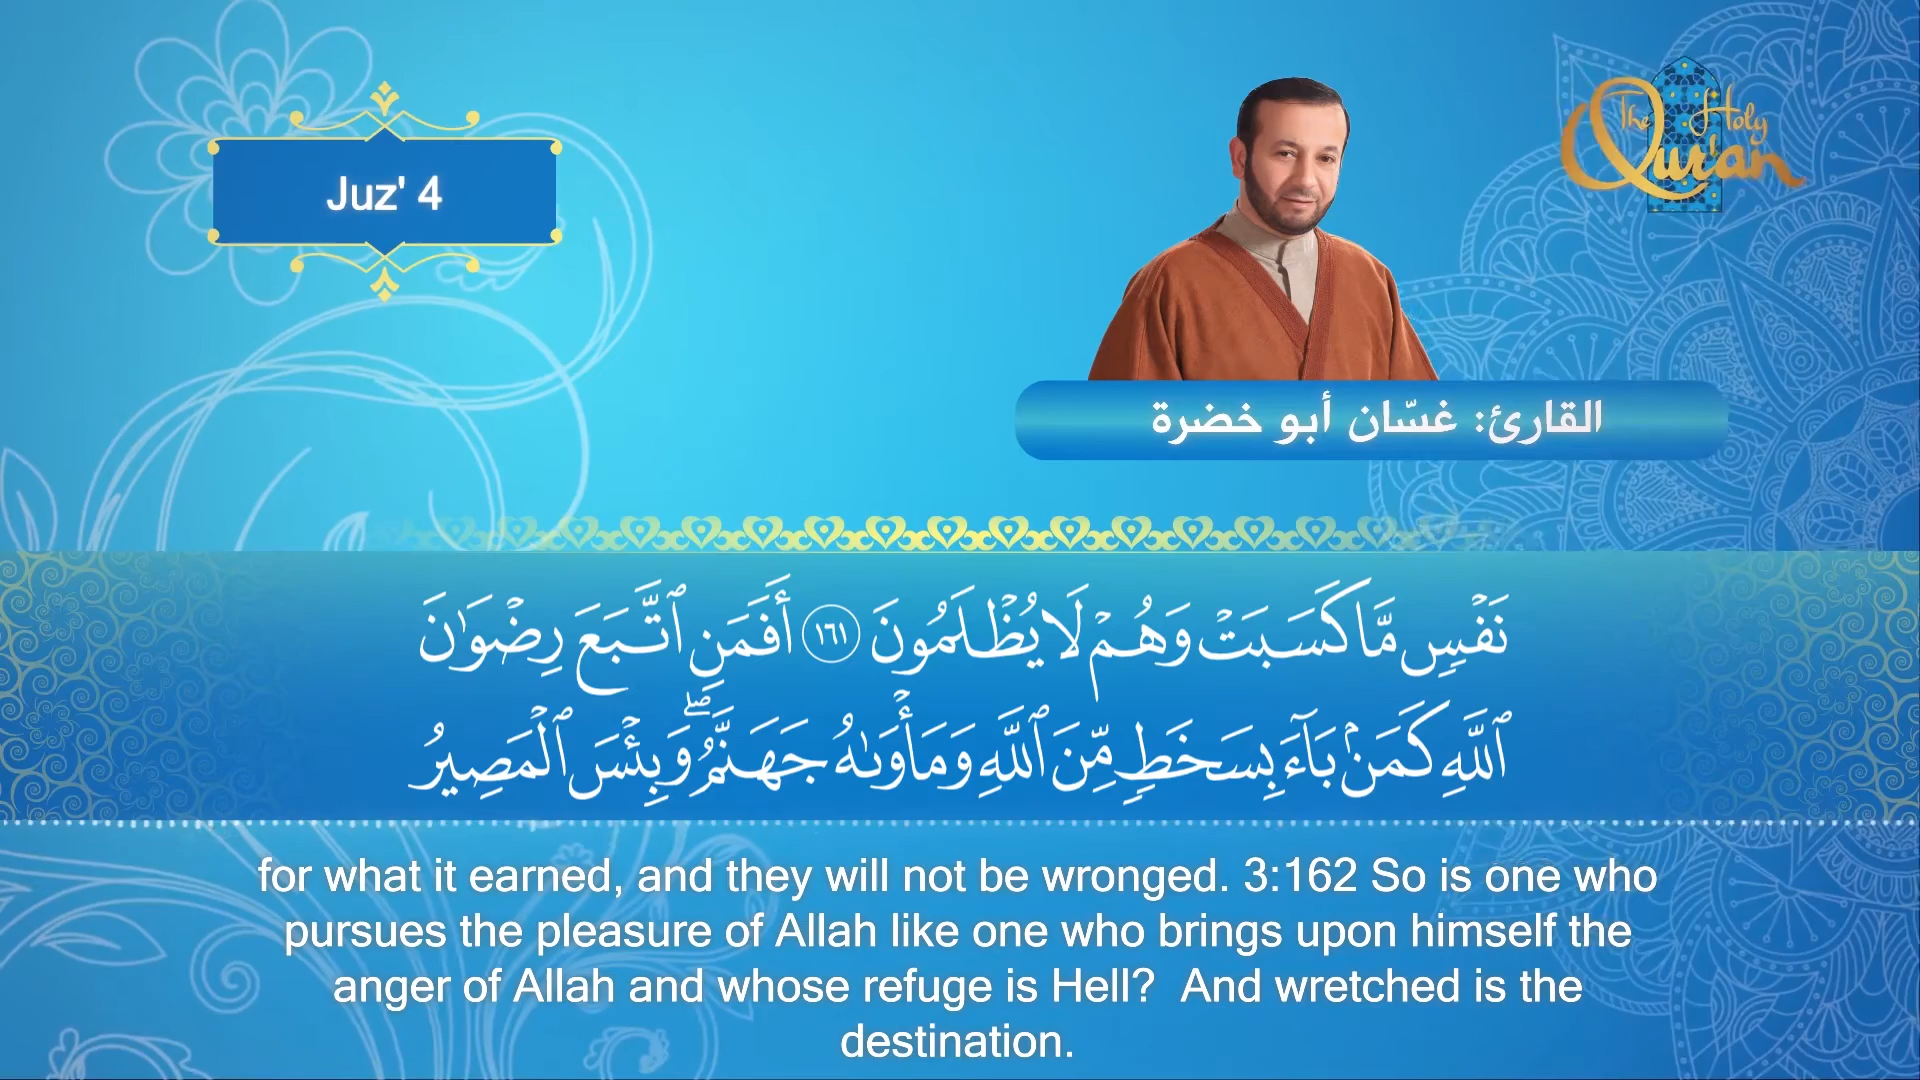 Juz' 4
The Holy Qur'an
القارئ: غسّان أبو خضرة
نَفْسٍ مَّا كَسَبَتْ وَهُمْ لَا يُظْلَمُونَ ١٦١ أَفَمَنِ ٱتَّبَعَ رِضْوَٰنَ
ٱللَّهِ كَمَنۢ بَآءَ بِسَخَطٍ مِّنَ ٱللَّهِ وَمَأْوَىٰهُ جَهَنَّمُ ۖ وَبِئْسَ ٱلْمَصِيرُ
for what it earned, and they will not be wronged. 3:162 So is one who
pursues the pleasure of Allah like one who brings upon himself the
anger of Allah and whose refuge is Hell?  And wretched is the
destination.